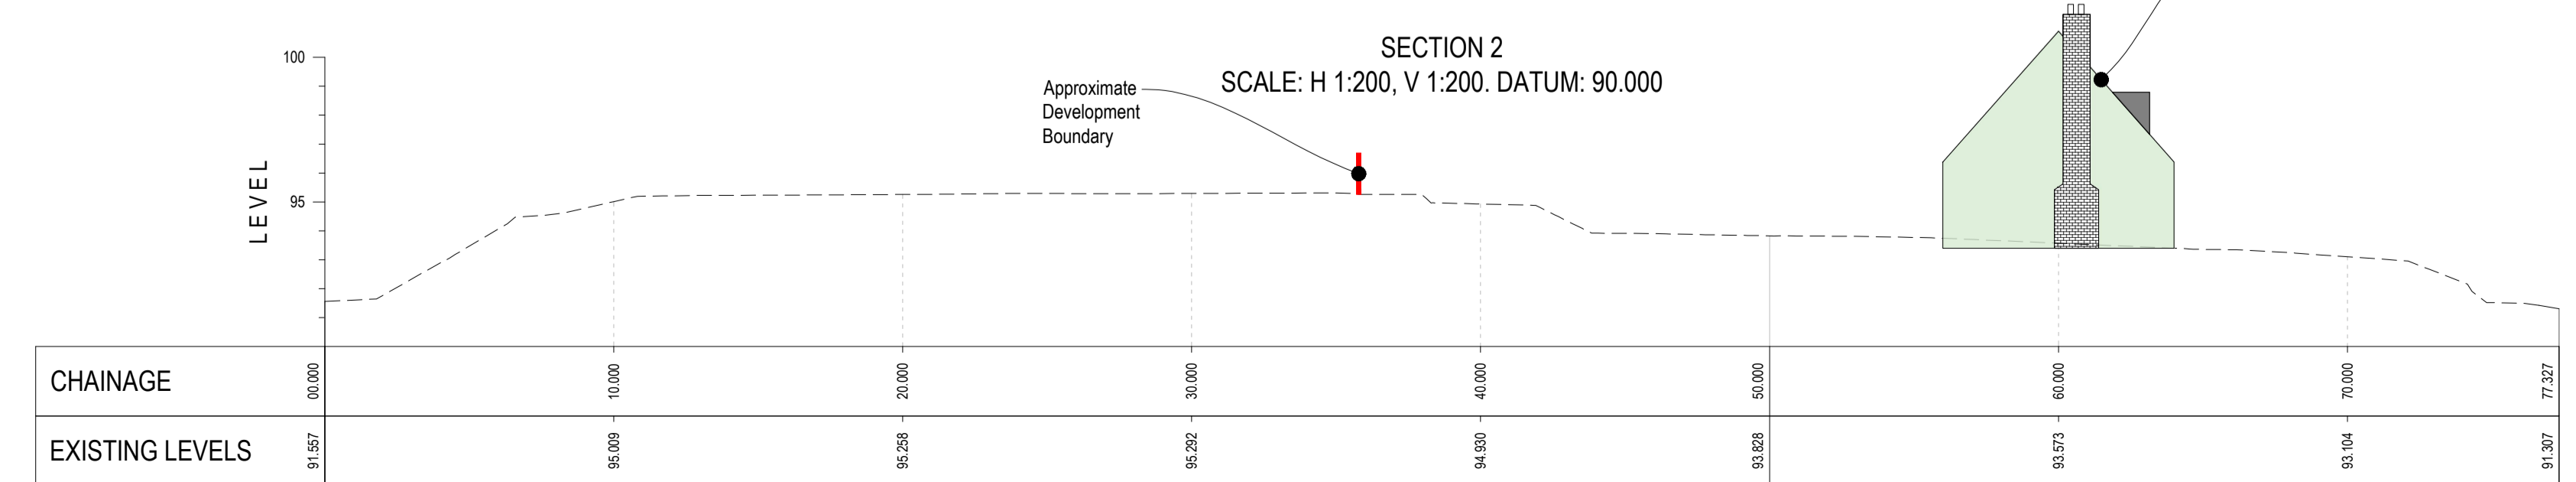 SECTION 2
SCALE: H 1:200, V 1:200. DATUM: 90.000
100
95
LEVEL
Approximate
Development
Boundary
CHAINAGE 00.000 10.000 20.000 30.000 40.000 50.000 60.000 70.000 77.327
EXISTING LEVELS 91.557 95.009 95.258 95.292 94.930 93.828 93.573 93.104 91.307